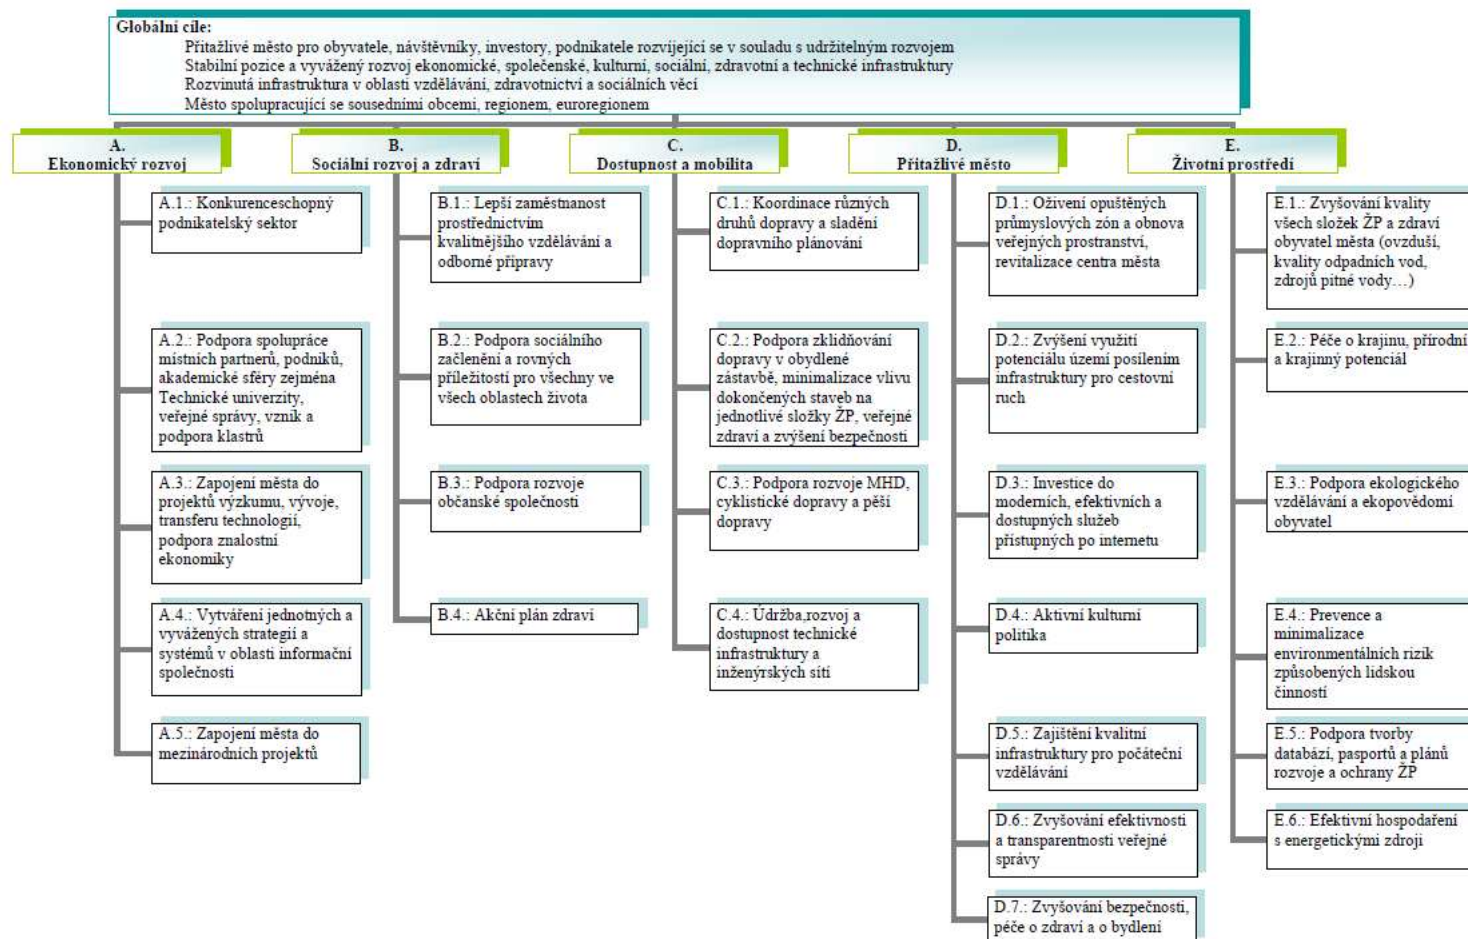 Globální cíle:
Přitažlivé město pro obyvatele, návštěvníky, investory, podnikatele rozvíjející se v souladu s udržitelným rozvojem
Stabilní pozice a vyvážený rozvoj ekonomické, společenské, kulturní, sociální, zdravotní a technické infrastruktury
Rozvinutá infrastruktura v oblasti vzdělávání, zdravotnictví a sociálních věcí
Město spolupracující se sousedními obcemi, regionem, euroregionem
A.
Ekonomický rozvoj
A.1.: Konkurenceschopný
podnikatelský sektor
A.2.: Podpora spolupráce
místních partnerů, podniků,
akademické sféry zejména
Technické univerzity,
veřejné správy, vznik a
podpora klastrů
A.3.: Zapojení města do
projektů výzkumu, vývoje,
transferu technologií,
podpora znalostní
ekonomiky
A.4.: Vytváření jednotných a
vyvážených strategií a
systémů v oblasti informační
společnosti
A.5.: Zapojení města do
mezinárodních projektů
B.
Sociální rozvoj a zdraví
B.1.: Lepší zaměstnanost
prostřednictvím
kvalitnějšího vzdělávání a
odborné přípravy
B.2.: Podpora sociálního
začlenění a rovných
příležitostí pro všechny ve
všech oblastech života
B.3.: Podpora rozvoje
občanské společnosti
B.4.: Akční plán zdraví
C.
Dostupnost a mobilita
C.1.: Koordinace různých
druhů dopravy a sladění
dopravního plánování
C.2.: Podpora zklidňování
dopravy v obydlené
zástavbě, minimalizace vlivu
dokončených staveb na
jednotlivé složky ŽP, veřejné
zdraví a zvýšení bezpečnosti
C.3.: Podpora rozvoje MHD,
cyklistické dopravy a pěší
dopravy
C.4.: Údržba,rozvoj a
dostupnost technické
infrastruktury a
inženýrských sítí
D.
Přitažlivé město
D.1.: Oživení opuštěných
průmyslových zón a obnova
veřejných prostranství,
revitalizace centra města
D.2.: Zvýšení využití
potenciálu území posílením
infrastruktury pro cestovní
ruch
D.3.: Investice do
moderních, efektivních a
dostupných služeb
přístupných po internetu
D.4.: Aktivní kulturní
politika
D.5.: Zajištění kvalitní
infrastruktury pro počáteční
vzdělávání
D.6.: Zvyšování efektivnosti
a transparentnosti veřejné
správy
D.7.: Zvyšování bezpečnosti,
péče o zdraví a o bydlení
E.
Životní prostředí
E.1.: Zvyšování kvality
všech složek ŽP a zdraví
obyvatel města (ovzduší,
kvality odpadních vod,
zdrojů pitné vody…)
E.2.: Péče o krajinu, přírodní
a krajinný potenciál
E.3.: Podpora ekologického
vzdělávání a ekopovědomí
obyvatel
E.4.: Prevence a
minimalizace
environmentálních rizik
způsobených lidskou
činností
E.5.: Podpora tvorby
databází, pasportů a plánů
rozvoje a ochrany ŽP
E.6.: Efektivní hospodaření
s energetickými zdroji